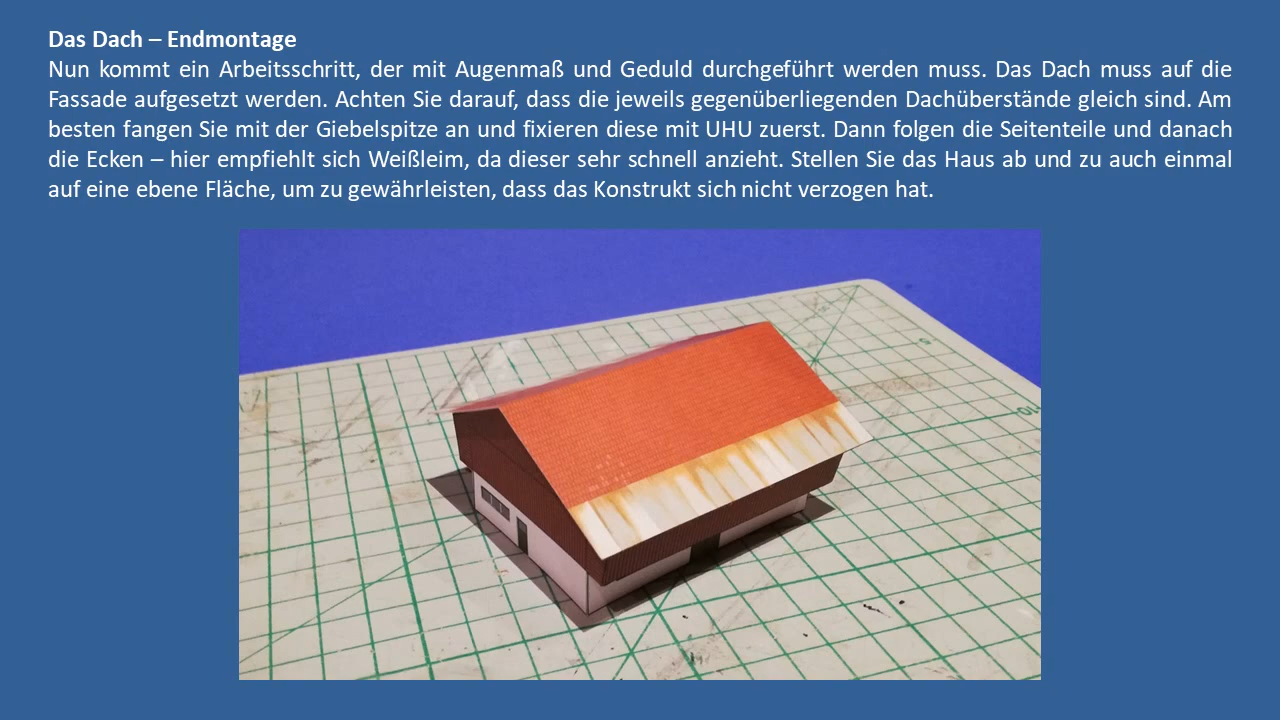 Das Dach – Endmontage
Nun kommt ein Arbeitsschritt, der mit Augenmaß und Geduld durchgeführt werden muss. Das Dach muss auf die
Fassade aufgesetzt werden. Achten Sie darauf, dass die jeweils gegenüberliegenden Dachüberstände gleich sind. Am
besten fangen Sie mit der Giebelspitze an und fixieren diese mit UHU zuerst. Dann folgen die Seitenteile und danach
die Ecken – hier empfiehlt sich Weißleim, da dieser sehr schnell anzieht. Stellen Sie das Haus ab und zu auch einmal
auf eine ebene Fläche, um zu gewährleisten, dass das Konstrukt sich nicht verzogen hat.